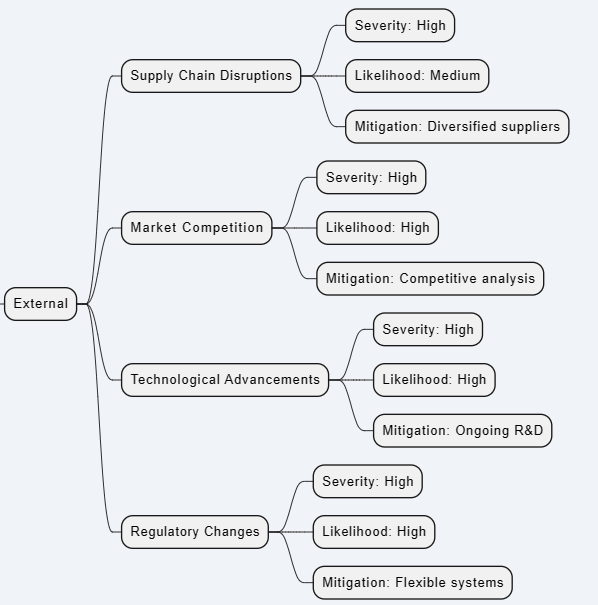 External
Supply Chain Disruptions
Severity: High
Likelihood: Medium
Mitigation: Diversified suppliers
Market Competition
Severity: High
Likelihood: High
Mitigation: Competitive analysis
Technological Advancements
Severity: High
Likelihood: High
Mitigation: Ongoing R&D
Regulatory Changes
Severity: High
Likelihood: High
Mitigation: Flexible systems